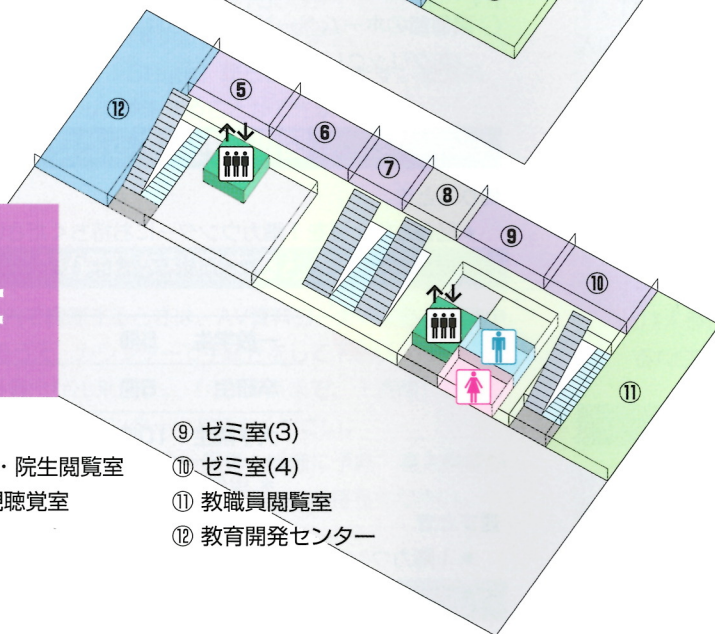 ⑫
⑤
⑥
⑦
⑧
⑨
⑩
⑪
⑨ ゼミ室(3)
・院生閲覧室 ⑩ ゼミ室(4)
聴覚室 ⑪ 教職員閲覧室
⑫ 教育開発センター